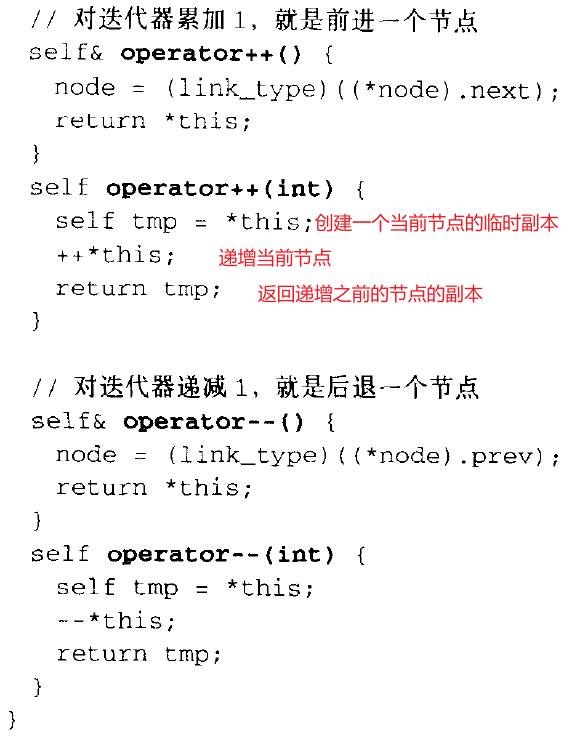 // 对迭代器累加 1, 就是前进一个节点
self& operator++() {
node = (link_type)((*node).next);
return *this;
}
self operator++(int) {
self tmp = *this;创建一个当前节点的临时副本
++*this; 递增当前节点
return tmp; 返回递增之前的节点的副本
}
// 对迭代器递减 1, 就是后退一个节点
self& operator--() {
node = (link_type)((*node).prev);
return *this;
}
self operator--(int) {
self tmp = *this;
--*this;
return tmp;
}
}